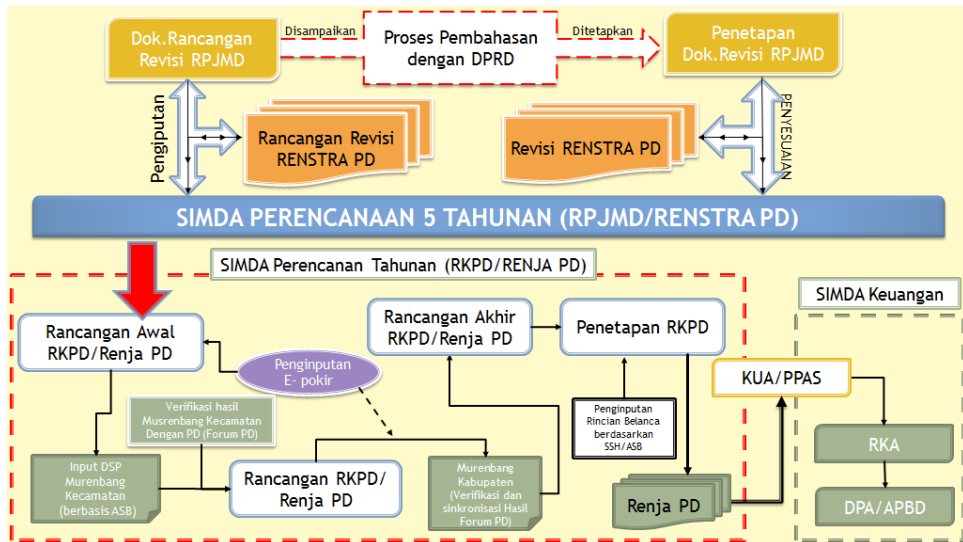 Dok.Rancangan
Revisi RPJMD
Disampaikan
Proses Pembahasan
dengan DPRD
Ditetapkan
Penetapan
Dok.Revisi RPJMD
Pengiputan
Rancangan Revisi
RENSTRA PD
Revisi RENSTRA PD
PENYESUAIAN
SIMDA PERENCANAAN 5 TAHUNAN (RPJMD/RENSTRA PD)
SIMDA Perencanan Tahunan (RKPD/RENJA PD)
SIMDA Keuangan
Rancangan Awal
RKPD/Renja PD
Rancangan Akhir
RKPD/Renja PD
Penetapan RKPD
Penginputan
E- pokir
KUA/PPAS
Verifikasi hasil
Musrenbang Kecamatan
Dengan PD (Forum PD)
Penginputan
Rincian Belanca
berdasarkan
SSH/ASB
Input DSP
Murenbang
Kecamatan
(berbasis ASB)
Rancangan RKPD/
Renja PD
Murenbang
Kabupaten
(Verifikasi dan
sinkronisasi Hasil
Forum PD)
Renja PD
RKA
DPA/APBD